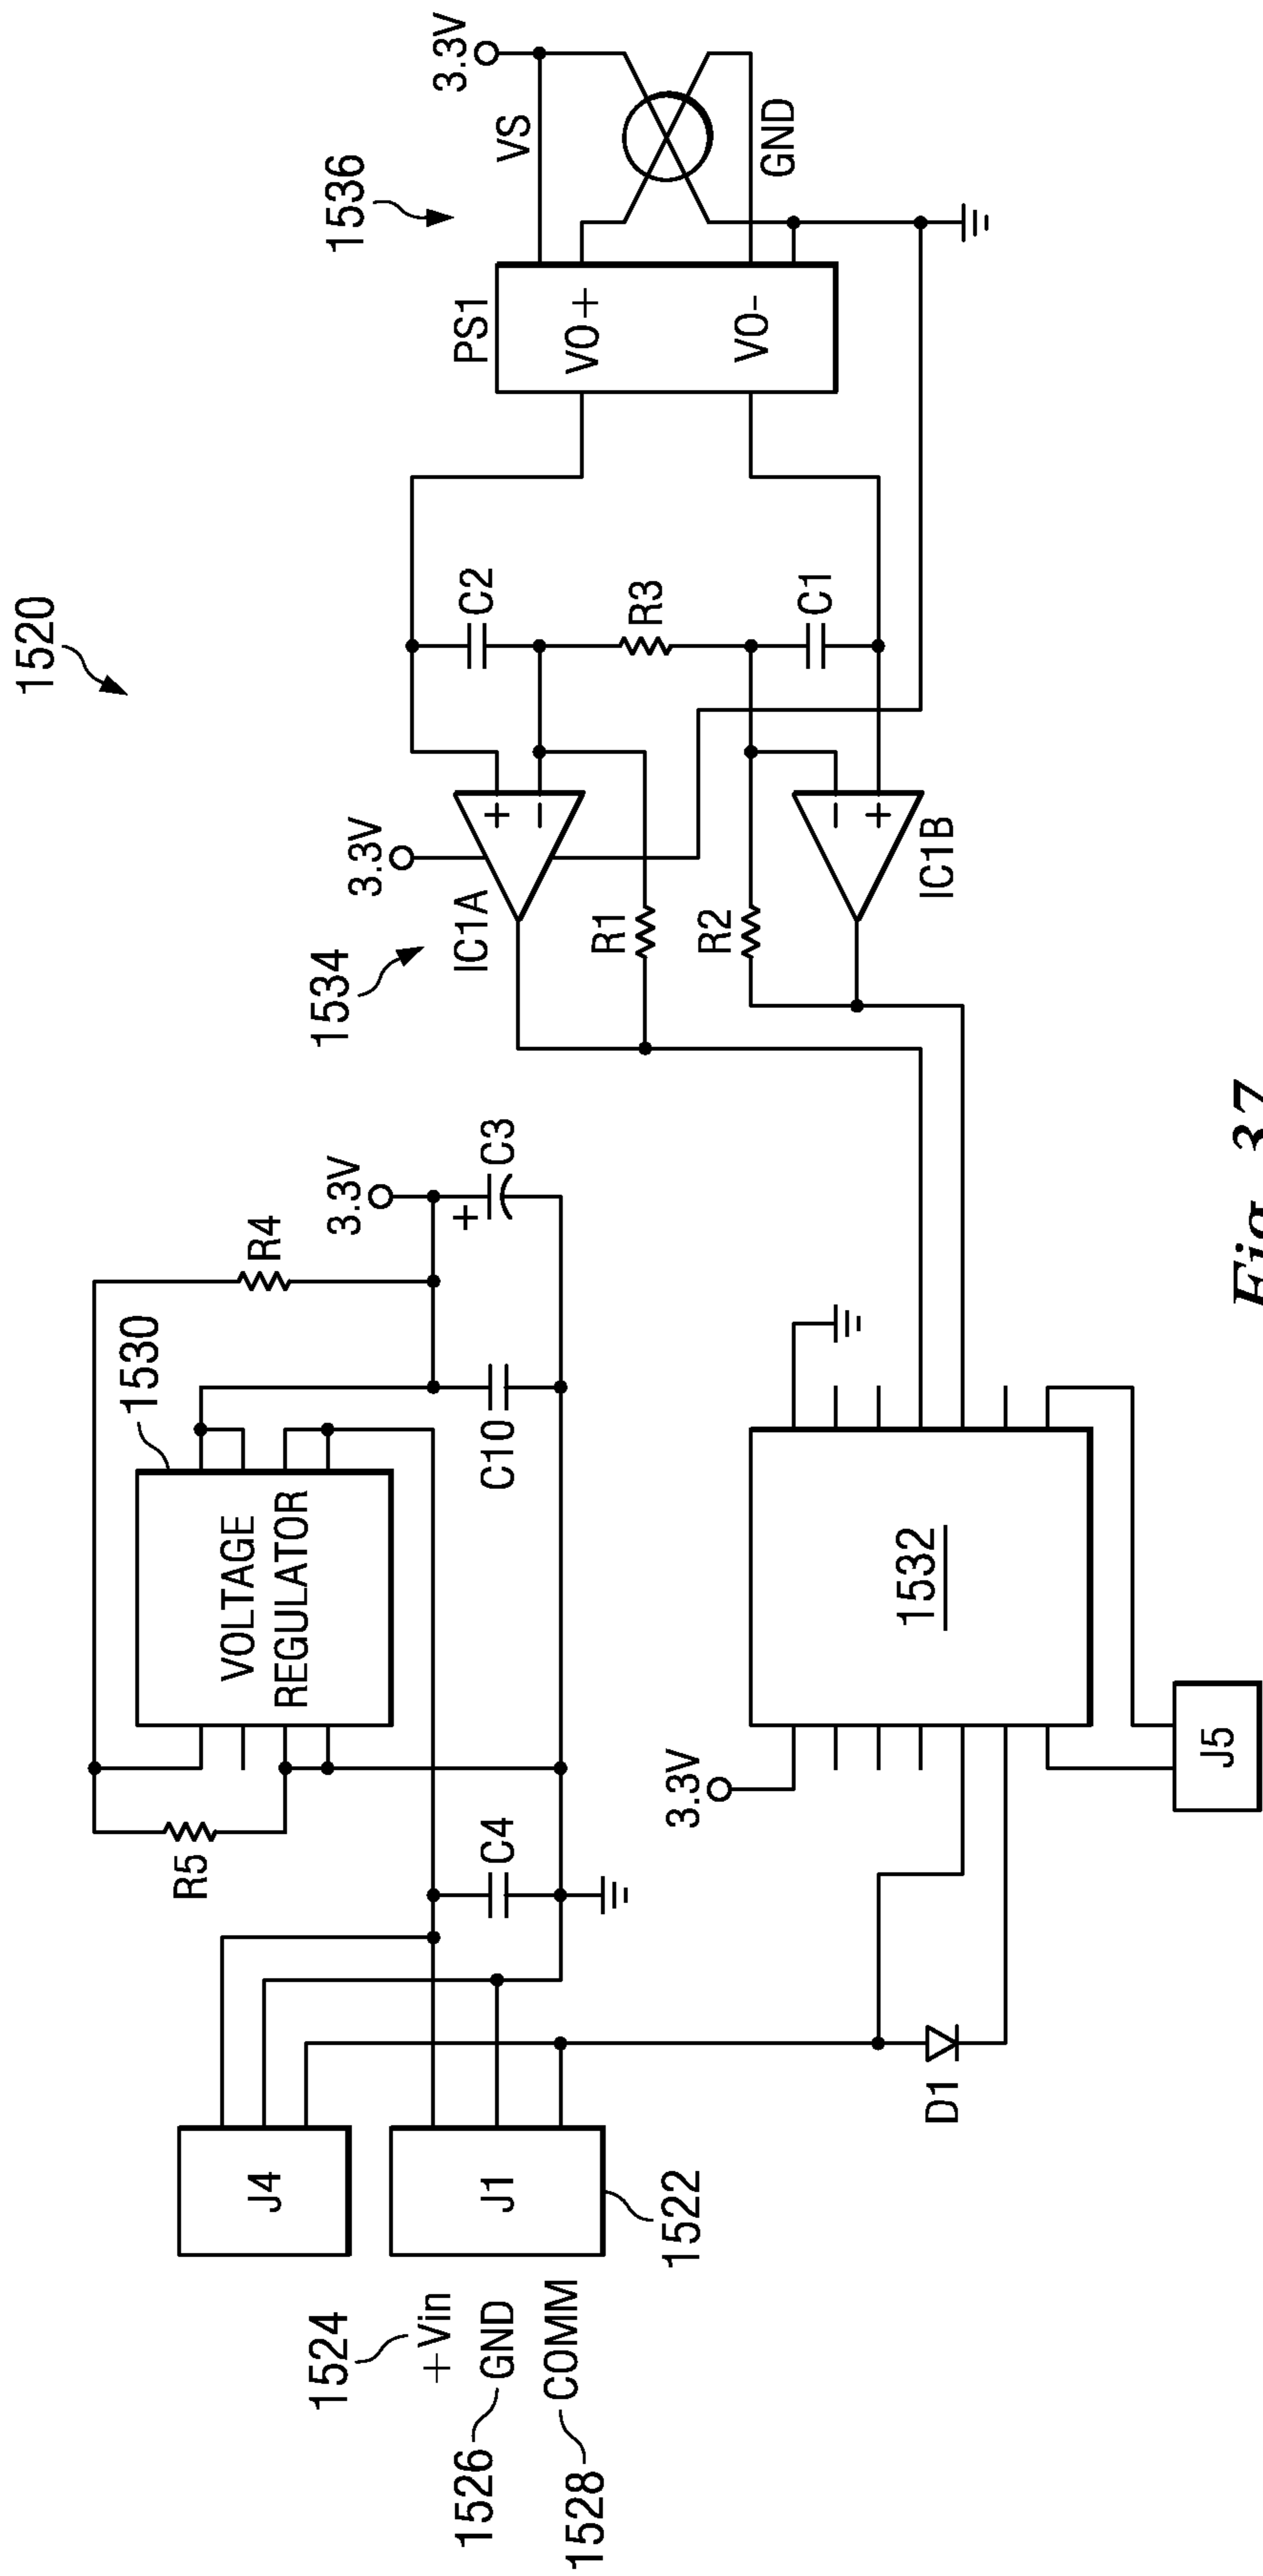 1520
1536
3.3V
VS
GND
PS1
VO+
VO-
C2
R3
C1
3.3V
1534
IC1A
R1
R2
IC1B
+
-
-
+
1530
R4
3.3V
+
C3
VOLTAGE
REGULATOR
C10
R5
C4
3.3V
1532
J5
D1
J4
J1
1522
1524
+Vin
1526
GND
1528
COMM
Fig. 37